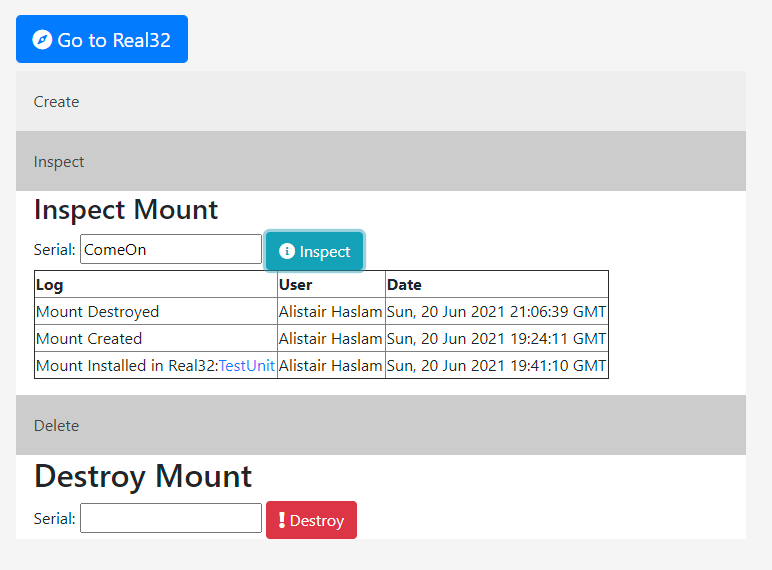 Go to Real32
Create
Inspect
Inspect Mount
Serial: ComeOn Inspect
Log User Date
Mount Destroyed Alistair Haslam Sun, 20 Jun 2021 21:06:39 GMT
Mount Created Alistair Haslam Sun, 20 Jun 2021 19:24:11 GMT
Mount Installed in Real32:TestUnit Alistair Haslam Sun, 20 Jun 2021 19:41:10 GMT
Delete
Destroy Mount
Serial: Destroy